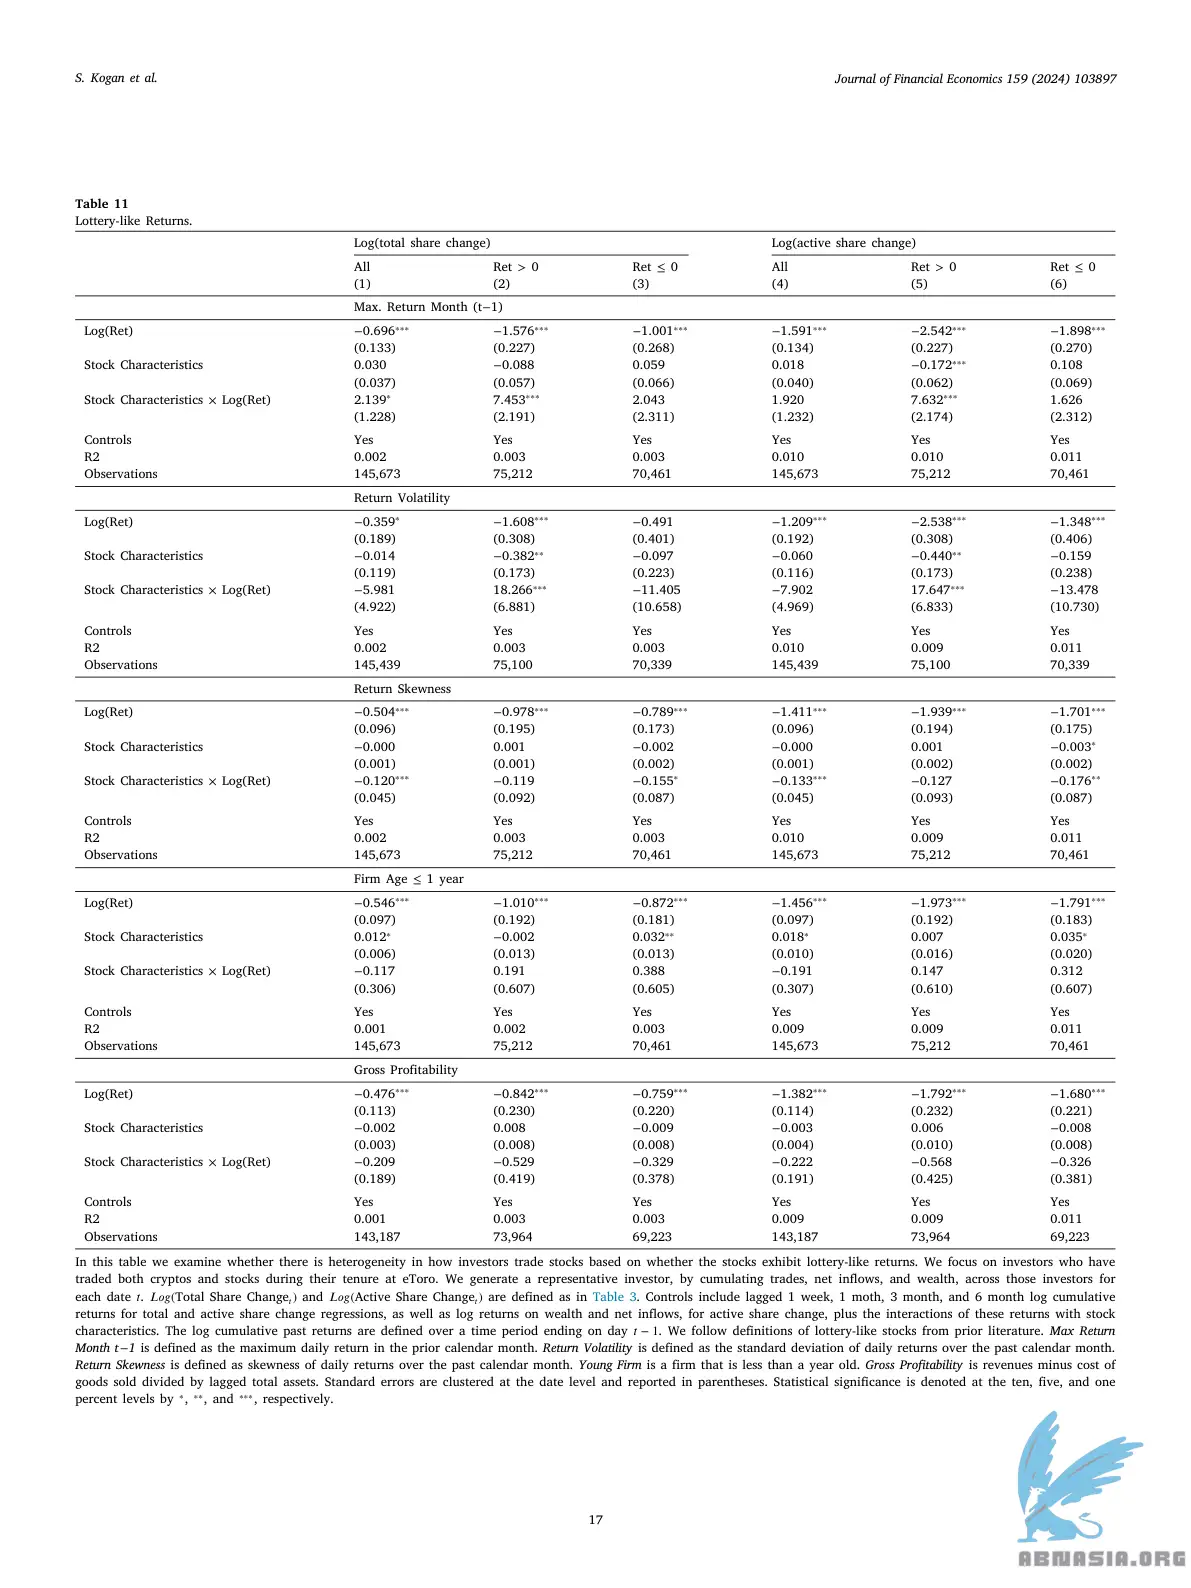 S. Kogan et al.
Journal of Financial Economics 159 (2024) 103897
Table 11
Lottery-like Returns.
Log(total share change) Log(active share change)
All Ret > 0 Ret ≤ 0 All Ret > 0 Ret ≤ 0
(1) (2) (3) (4) (5) (6)
Max. Return Month (t−1)
Log(Ret) −0.696*** −1.576*** −1.001*** −1.591*** −2.542*** −1.898***
(0.133) (0.227) (0.268) (0.134) (0.227) (0.270)
Stock Characteristics 0.030 −0.088 0.059 0.018 −0.172*** 0.108
(0.037) (0.057) (0.066) (0.040) (0.062) (0.069)
Stock Characteristics × Log(Ret) 2.139* 7.453*** 2.043 1.920 7.632*** 1.626
(1.228) (2.191) (2.311) (1.232) (2.174) (2.312)
Controls Yes Yes Yes Yes Yes Yes
R2 0.002 0.003 0.003 0.010 0.010 0.011
Observations 145,673 75,212 70,461 145,673 75,212 70,461
Return Volatility
Log(Ret) −0.359* −1.608*** −0.491 −1.209*** −2.538*** −1.348***
(0.189) (0.308) (0.401) (0.192) (0.308) (0.406)
Stock Characteristics −0.014 −0.382** −0.097 −0.060 −0.440** −0.159
(0.119) (0.173) (0.223) (0.116) (0.173) (0.238)
Stock Characteristics × Log(Ret) −5.981 18.266*** −11.405 −7.902 17.647*** −13.478
(4.922) (6.881) (10.658) (4.969) (6.833) (10.730)
Controls Yes Yes Yes Yes Yes Yes
R2 0.002 0.003 0.003 0.010 0.009 0.011
Observations 145,439 75,100 70,339 145,439 75,100 70,339
Return Skewness
Log(Ret) −0.504*** −0.978*** −0.789*** −1.411*** −1.939*** −1.701***
(0.096) (0.195) (0.173) (0.096) (0.194) (0.175)
Stock Characteristics −0.000 0.001 −0.002 −0.000 0.001 −0.003*
(0.001) (0.001) (0.002) (0.001) (0.002) (0.002)
Stock Characteristics × Log(Ret) −0.120*** −0.119 −0.155* −0.133*** −0.127 −0.176**
(0.045) (0.092) (0.087) (0.045) (0.093) (0.087)
Controls Yes Yes Yes Yes Yes Yes
R2 0.002 0.003 0.003 0.010 0.009 0.011
Observations 145,673 75,212 70,461 145,673 75,212 70,461
Firm Age ≤ 1 year
Log(Ret) −0.546*** −1.010*** −0.872*** −1.456*** −1.973*** −1.791***
(0.097) (0.192) (0.181) (0.097) (0.192) (0.183)
Stock Characteristics 0.012* −0.002 0.032** 0.018* 0.007 0.035*
(0.006) (0.013) (0.013) (0.010) (0.016) (0.020)
Stock Characteristics × Log(Ret) −0.117 0.191 0.388 −0.191 0.147 0.312
(0.306) (0.607) (0.605) (0.307) (0.610) (0.607)
Controls Yes Yes Yes Yes Yes Yes
R2 0.001 0.002 0.003 0.009 0.009 0.011
Observations 145,673 75,212 70,461 145,673 75,212 70,461
Gross Profitability
Log(Ret) −0.476*** −0.842*** −0.759*** −1.382*** −1.792*** −1.680***
(0.113) (0.230) (0.220) (0.114) (0.232) (0.221)
Stock Characteristics −0.002 0.008 −0.009 −0.003 0.006 −0.008
(0.003) (0.008) (0.008) (0.004) (0.010) (0.008)
Stock Characteristics × Log(Ret) −0.209 −0.529 −0.329 −0.222 −0.568 −0.326
(0.189) (0.419) (0.378) (0.191) (0.425) (0.381)
Controls Yes Yes Yes Yes Yes Yes
R2 0.001 0.003 0.003 0.009 0.009 0.011
Observations 143,187 73,964 69,223 143,187 73,964 69,223
In this table we examine whether there is heterogeneity in how investors trade stocks based on whether the stocks exhibit lottery-like returns. We focus on investors who have
traded both cryptos and stocks during their tenure at eToro. We generate a representative investor, by cumulating trades, net inflows, and wealth, across those investors for
each date t. Log(Total Share Changeₜ) and Log(Active Share Changeₜ) are defined as in Table 3. Controls include lagged 1 week, 1 moth, 3 month, and 6 month log cumulative
returns for total and active share change regressions, as well as log returns on wealth and net inflows, for active share change, plus the interactions of these returns with stock
characteristics. The log cumulative past returns are defined over a time period ending on day t − 1. We follow definitions of lottery-like stocks from prior literature. Max Return
Month t−1 is defined as the maximum daily return in the prior calendar month. Return Volatility is defined as the standard deviation of daily returns over the past calendar month.
Return Skewness is defined as skewness of daily returns over the past calendar month. Young Firm is a firm that is less than a year old. Gross Profitability is revenues minus cost of
goods sold divided by lagged total assets. Standard errors are clustered at the date level and reported in parentheses. Statistical significance is denoted at the ten, five, and one
percent levels by *, **, and ***, respectively.
17
ABNASIA.ORG